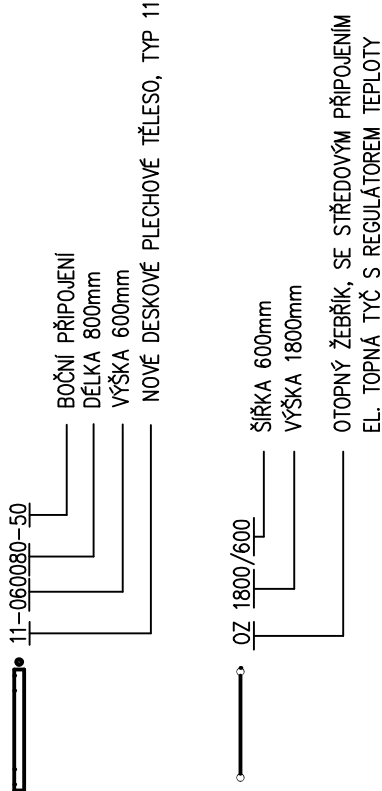 11-060080-50
BOČNÍ PŘIPOJENÍ
DÉLKA 800mm
VÝŠKA 600mm
NOVÉ DESKOVÉ PLECHOVÉ TĚLESO, TYP 11
OZ 1800/600
ŠÍŘKA 600mm
VÝŠKA 1800mm
OTOPNÝ ŽEBŘÍK, SE STŘEDOVÝM PŘIPOJENÍM
EL. TOPNÁ TYČ S REGULÁTOREM TEPLOTY